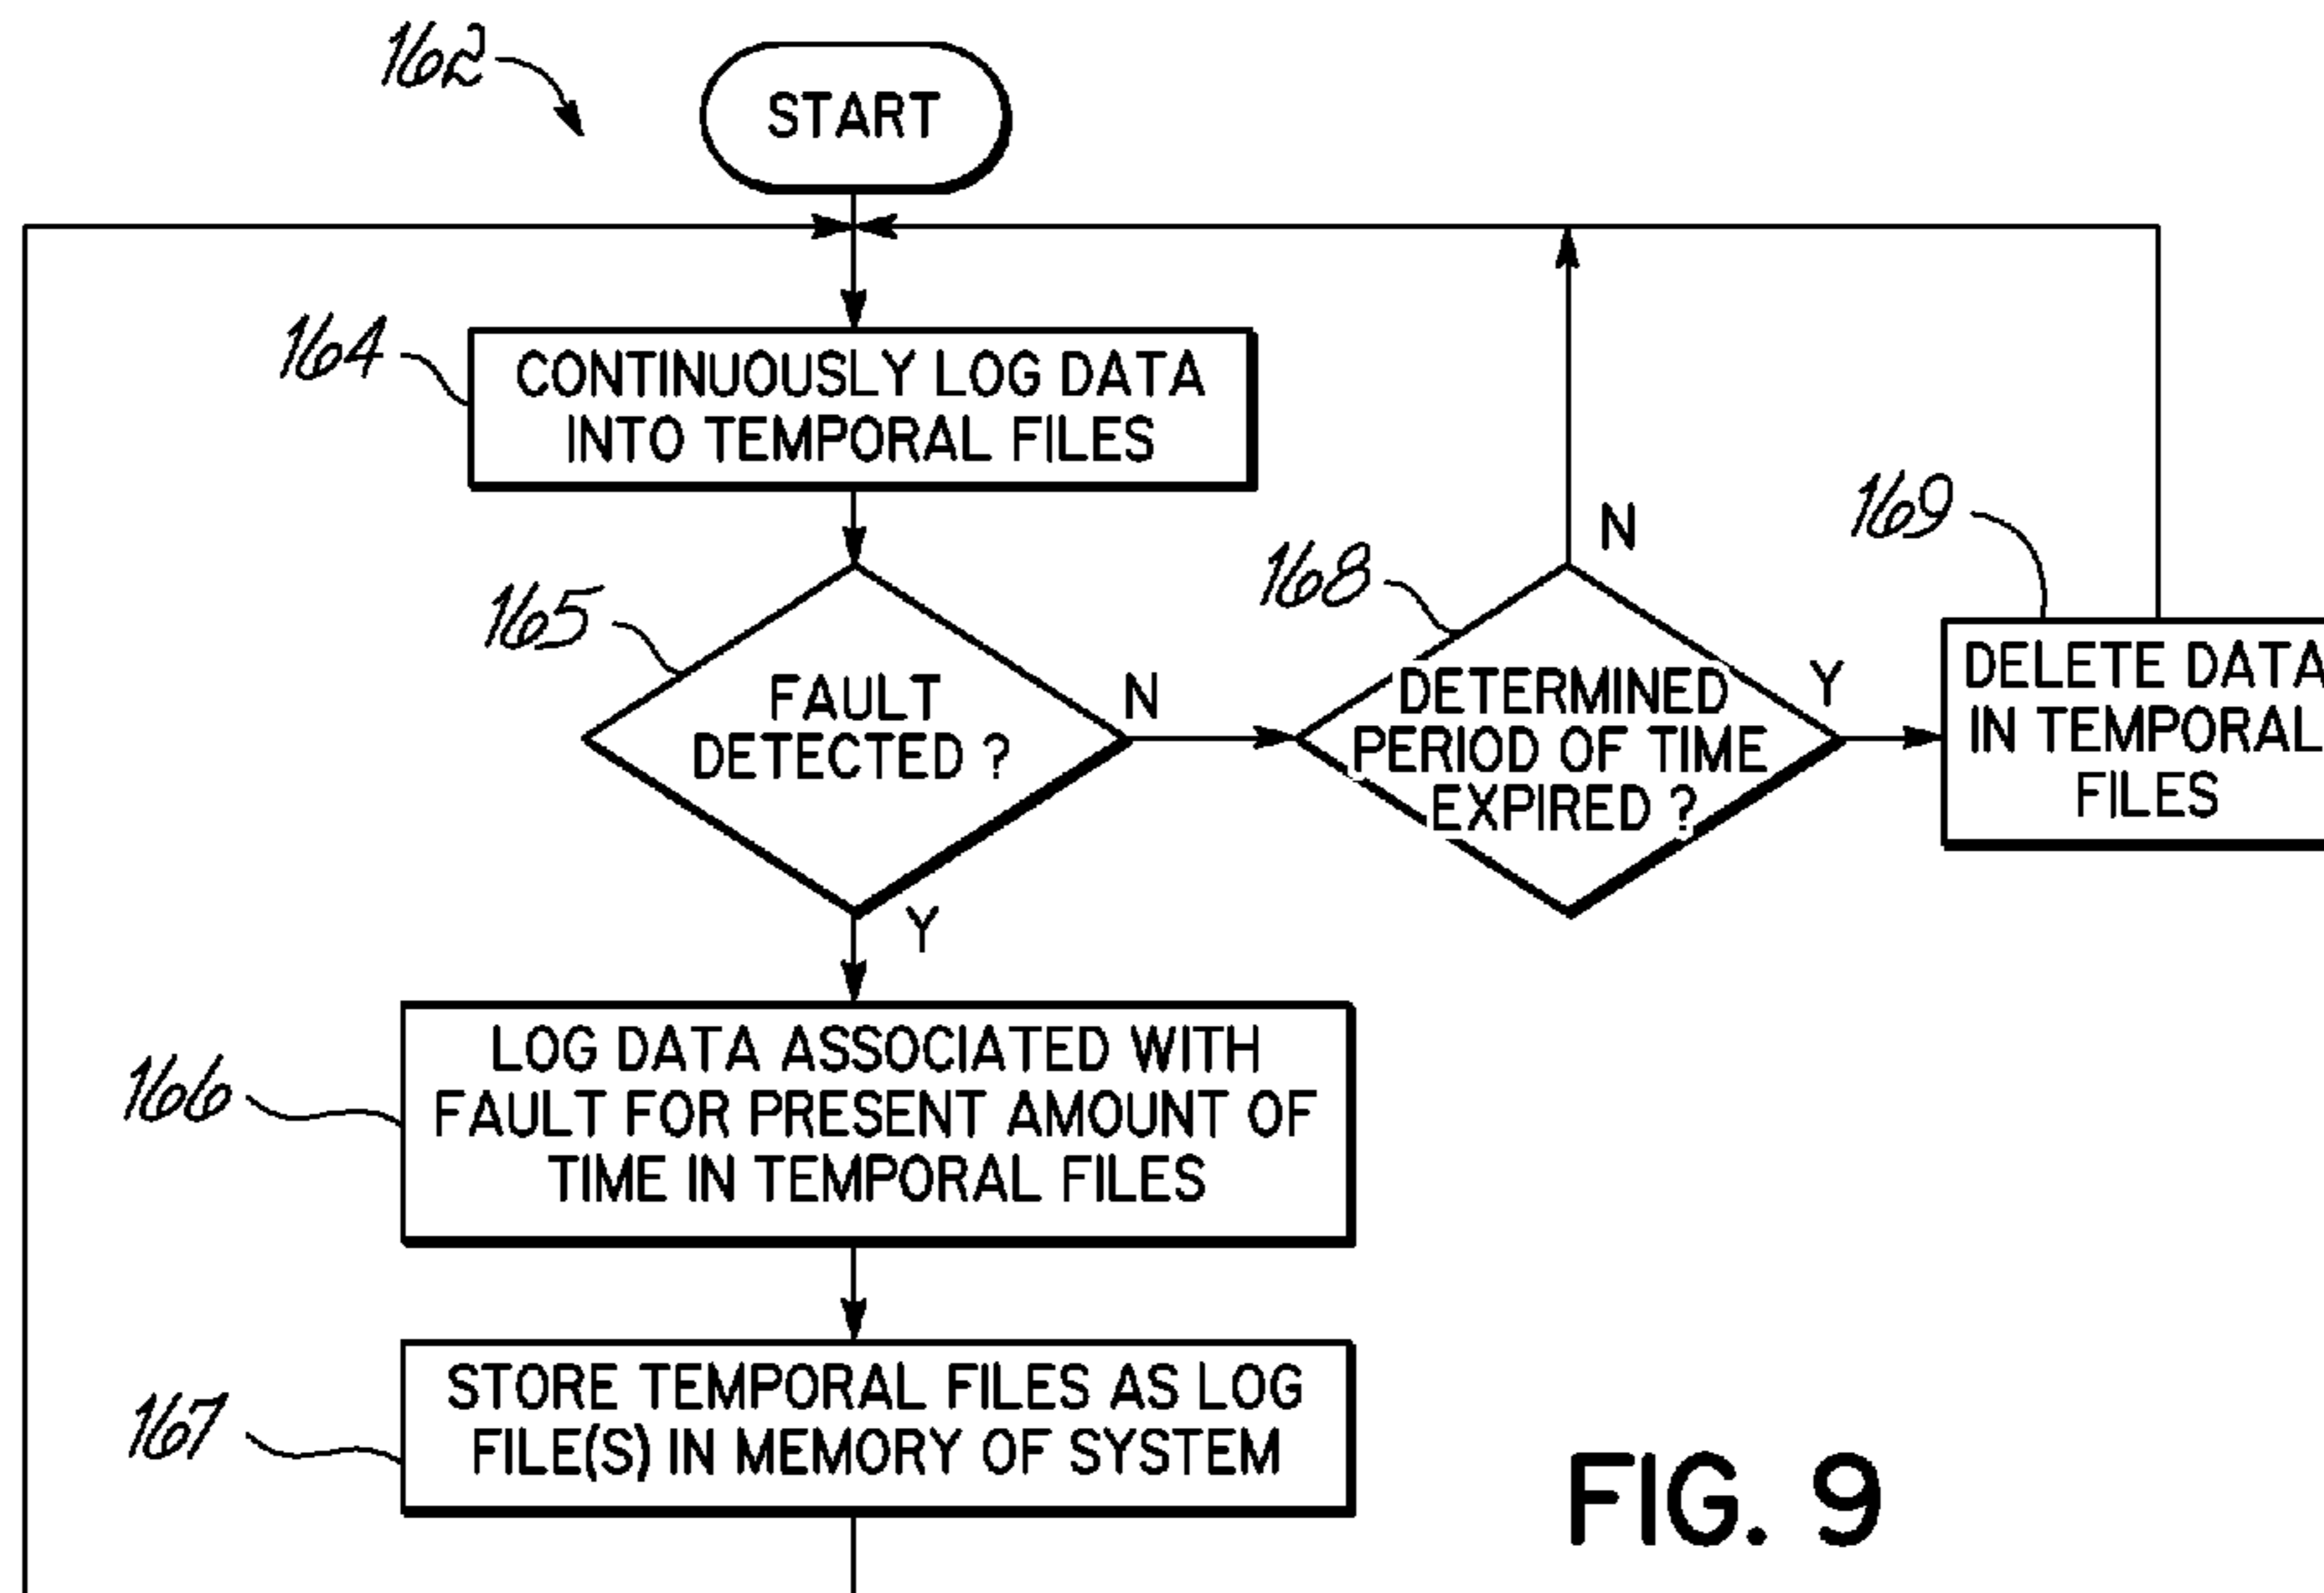 162
START
164
CONTINUOUSLY LOG DATA
INTO TEMPORAL FILES
165
FAULT
DETECTED ?
N
Y
168
DETERMINED
PERIOD OF TIME
EXPIRED ?
N
Y
169
DELETE DATA
IN TEMPORAL
FILES
166
LOG DATA ASSOCIATED WITH
FAULT FOR PRESENT AMOUNT OF
TIME IN TEMPORAL FILES
167
STORE TEMPORAL FILES AS LOG
FILE(S) IN MEMORY OF SYSTEM
FIG. 9